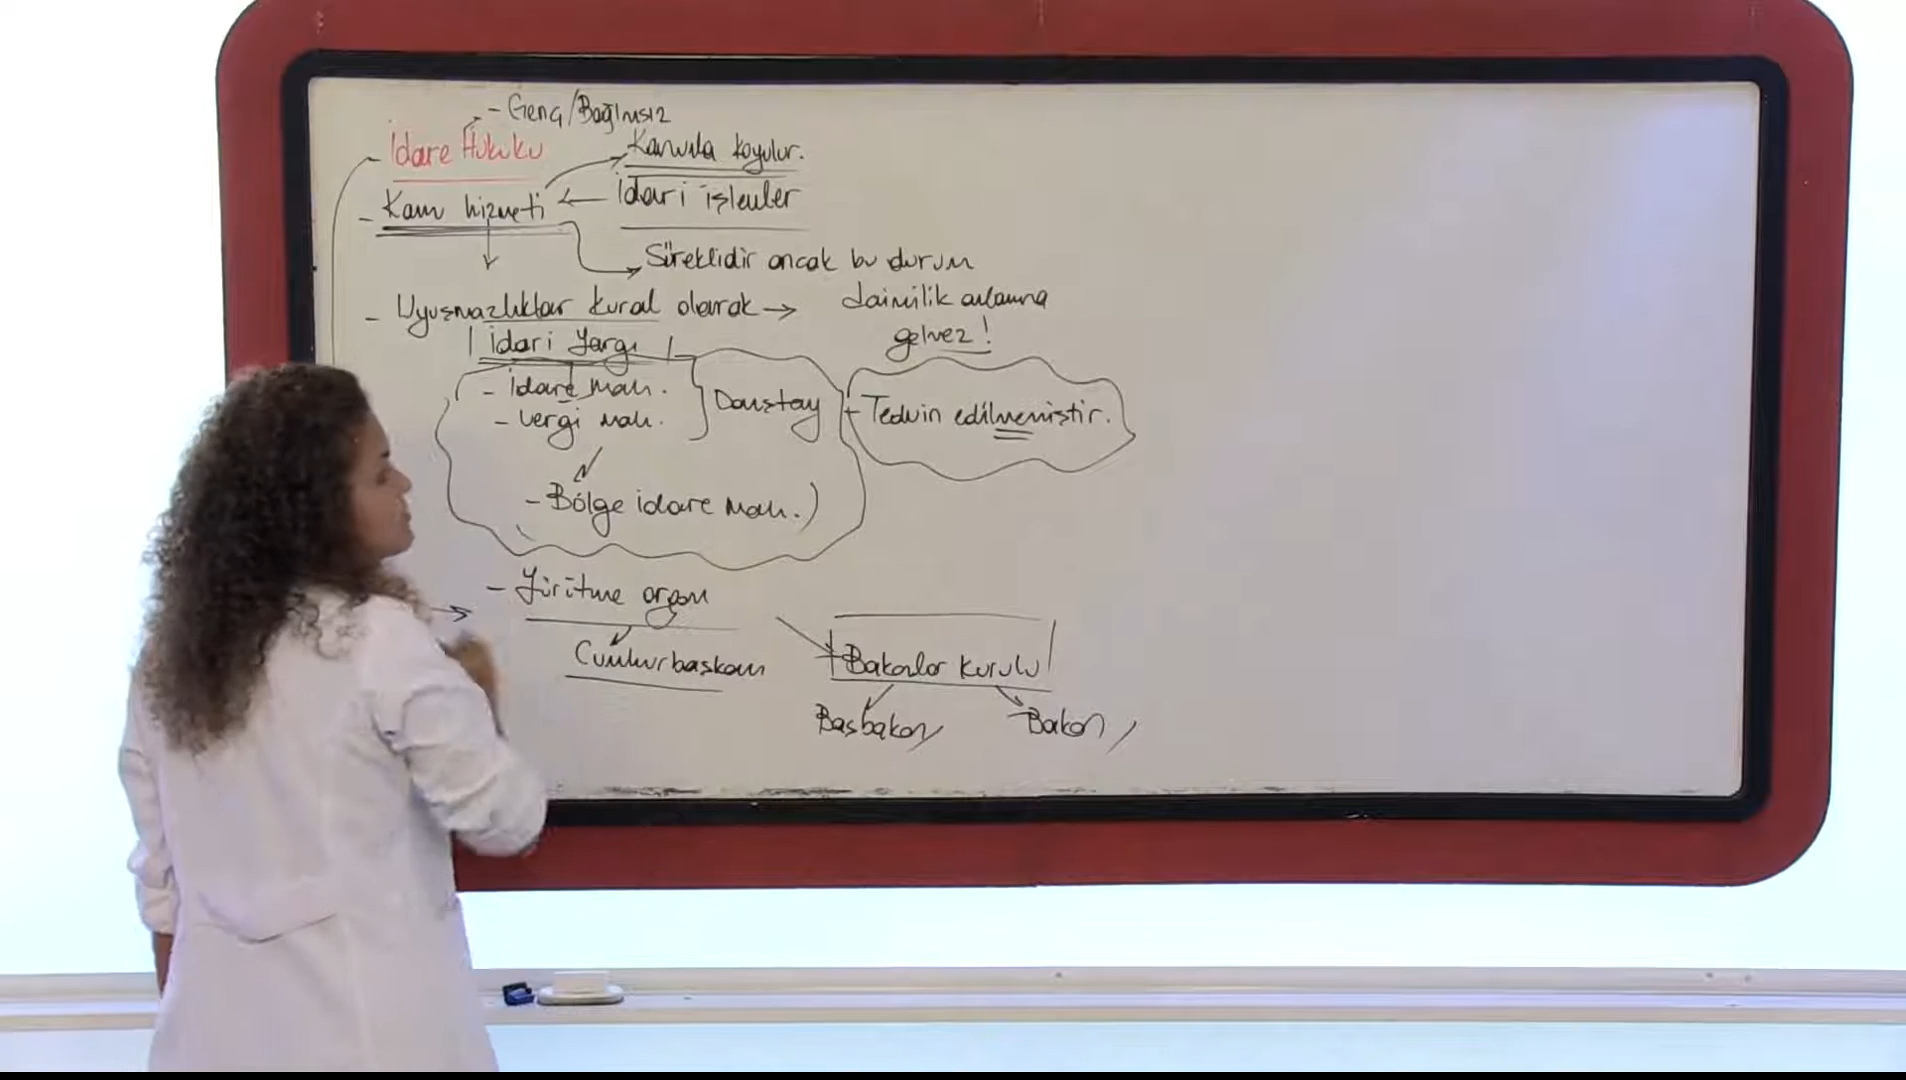 - Genç/Bağımsız
- İdare Hukuku
Kanunla koyulur.
- Kamu hizmeti
İdari işlemler
Süreklidir ancak bu durum
daimilik anlamına
gelmez!
- Uyuşmazlıklar kural olarak →
İdari Yargı
- İdare Mah.
- Vergi Mah.
Danıştay
- Tedvin edilmemiştir.
- Bölge idare Mah.)
- Yürütme organı
Cumhurbaşkanı
Bakanlar Kurulu
Başbakan
Bakan